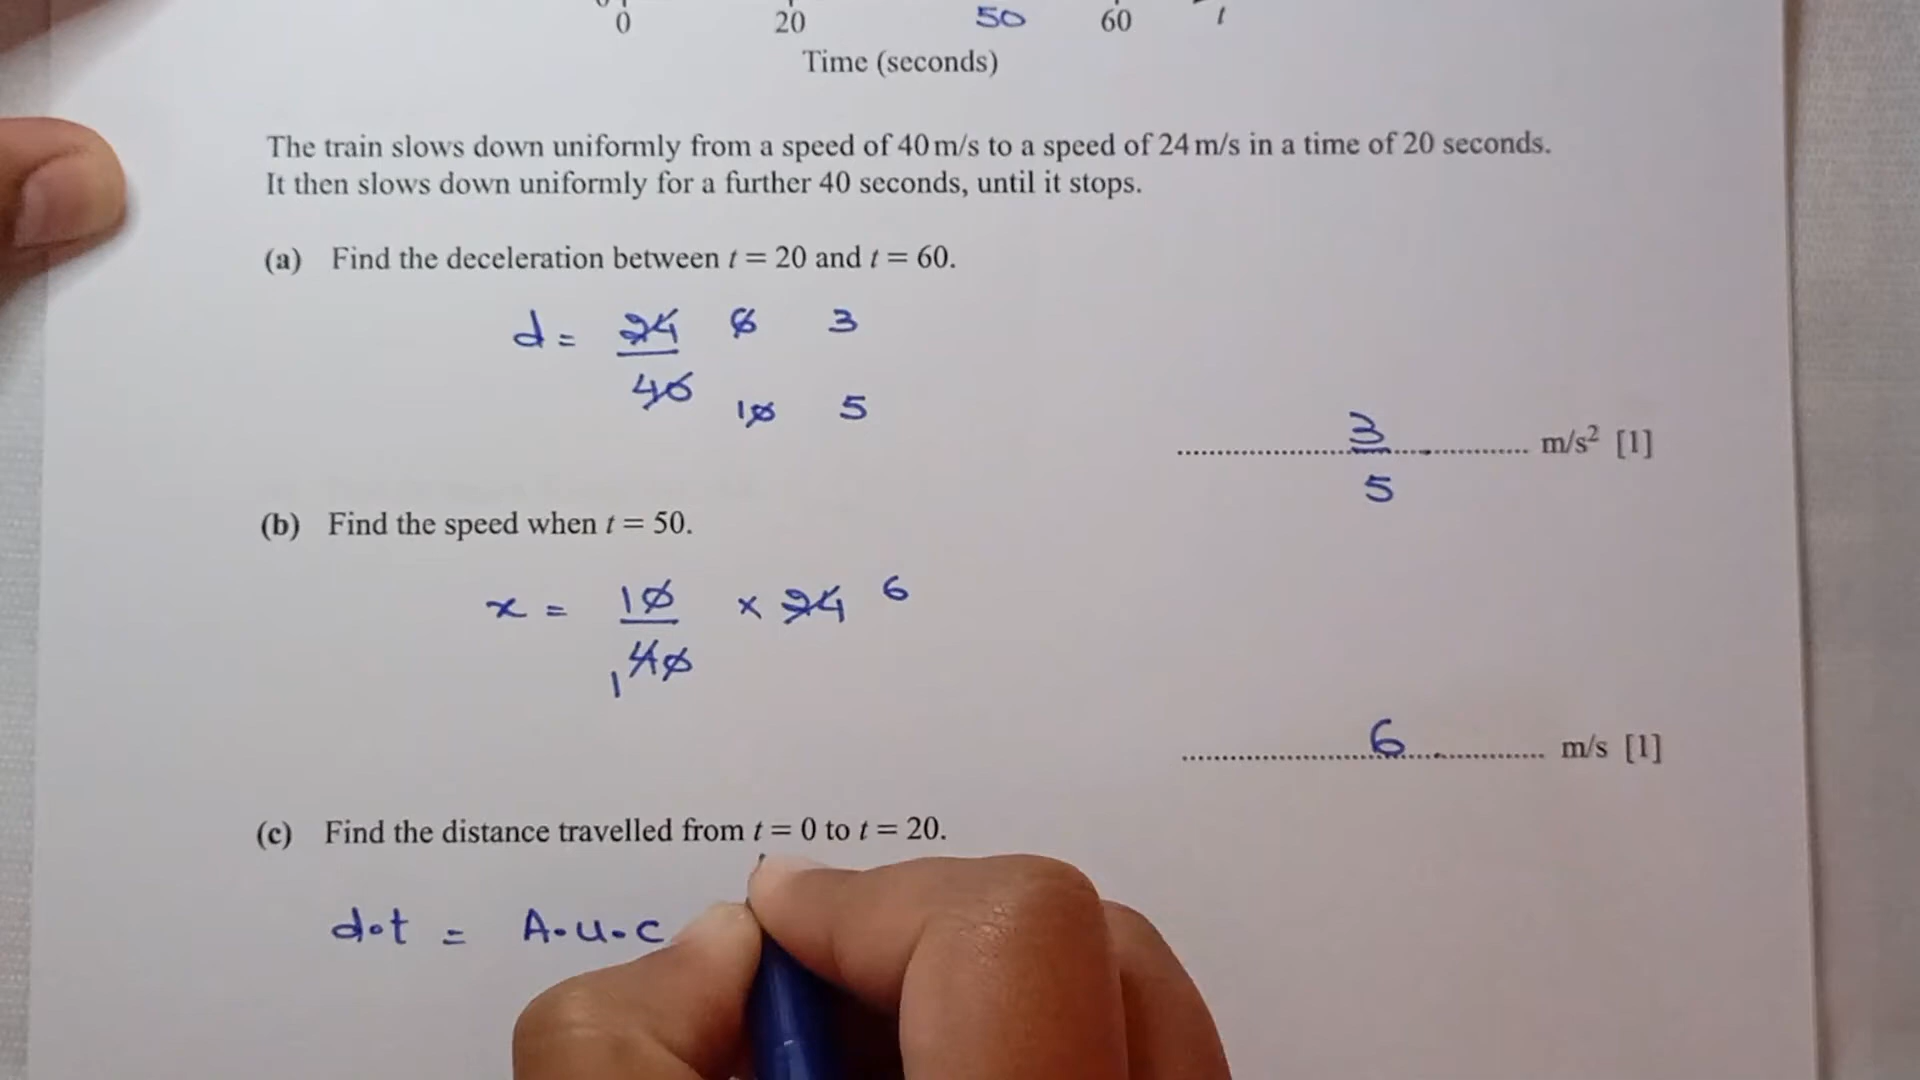 0 20 50 60 t
Time (seconds)
The train slows down uniformly from a speed of 40 m/s to a speed of 24 m/s in a time of 20 seconds.
It then slows down uniformly for a further 40 seconds, until it stops.
(a) Find the deceleration between t = 20 and t = 60.
d = 24 6 3
40 10 5
3
5
m/s² [1]
(b) Find the speed when t = 50.
x = 10 × 24 6
1 40
6 m/s [1]
(c) Find the distance travelled from t = 0 to t = 20.
d.t = A.U.C